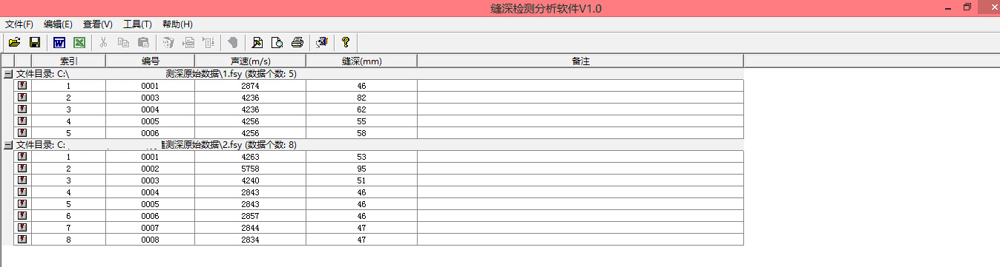 缝深检测分析软件V1.0
文件(F) 编辑(E) 查看(V) 工具(T) 帮助(H)
索引 编号 声速(m/s) 缝深(mm) 备注
文件目录: C:\ 测深原始数据\1.fsy (数据个数: 5)
1 0001 2874 46
2 0003 4236 82
3 0004 4236 62
4 0005 4256 55
5 0006 4256 58
文件目录: C: 缝测深原始数据\2.fsy (数据个数: 8)
1 0001 4263 53
2 0002 5758 95
3 0003 4240 51
4 0004 2843 46
5 0005 2843 46
6 0006 2857 46
7 0007 2844 47
8 0008 2834 47